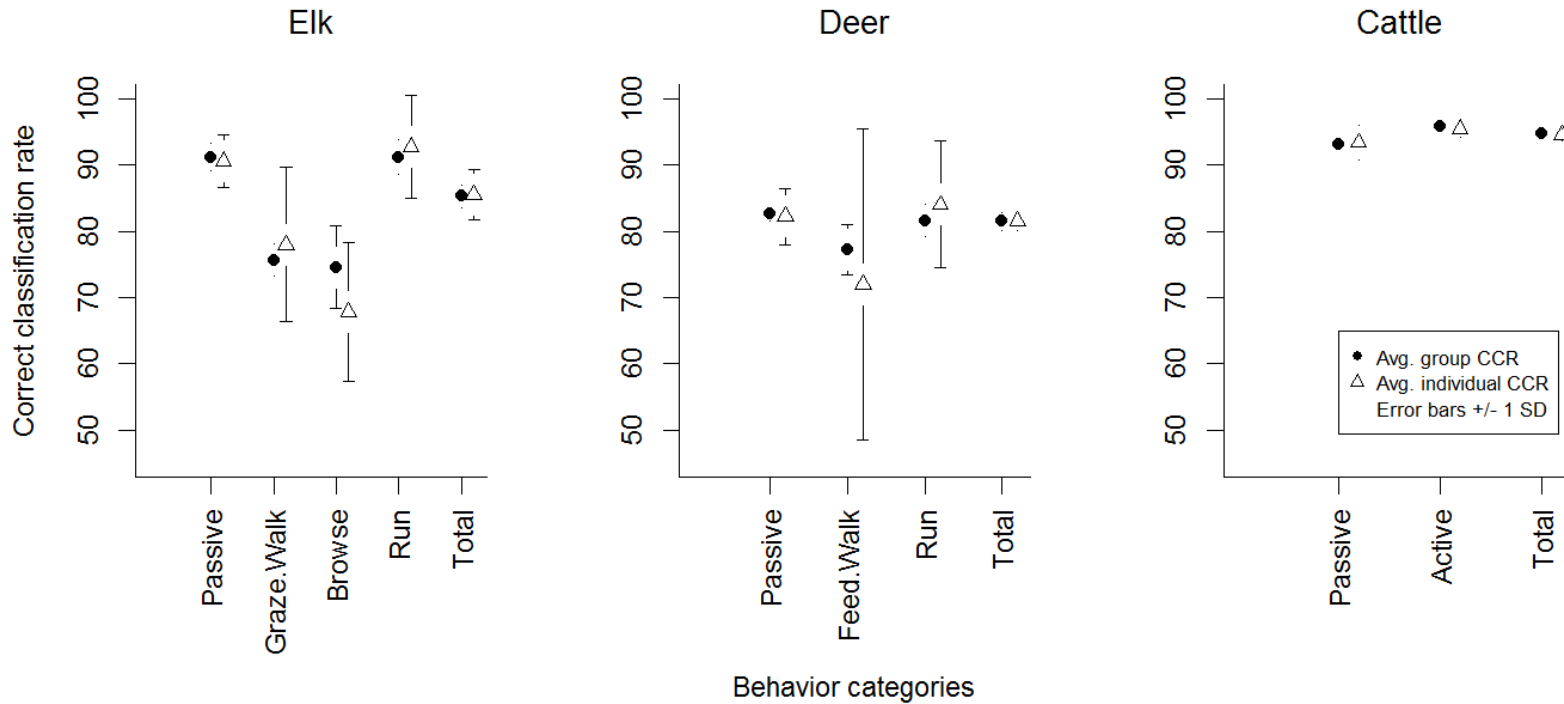 Elk
Deer
Cattle
Correct classification rate
100
90
80
70
60
50
Passive
Graze.Walk
Browse
Run
Total
100
90
80
70
60
50
Passive
Feed.Walk
Run
Total
100
90
80
70
60
50
Passive
Active
Total
Avg. group CCR
Avg. individual CCR
Error bars +/- 1 SD
Behavior categories